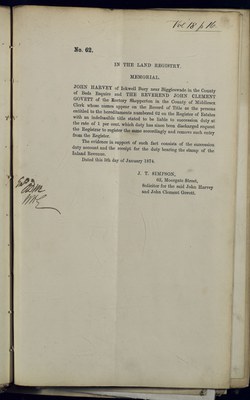 Vol. 18 p 16.
No. 62.
IN THE LAND REGISTRY.
MEMORIAL.
JOHN HARVEY of Ickwell Bury near Biggleswade in the County
of Beds Esquire and THE REVEREND JOHN CLEMENT
GOVETT of the Rectory Shepperton in the County of Middlesex
Clerk whose names appear on the Record of Title as the persons
entitled to the hereditaments numbered 62 on the Register of Estates
with an indefeasible title stated to be liable to succession duty at
the rate of 1 per cent. which duty has since been discharged request
the Registrar to register the same accordingly and remove such entry
from the Register.
The evidence in support of such fact consists of the succession
duty account and the receipt for the duty bearing the stamp of the
Inland Revenue.
Dated this 5th day of January 1874.
J. T. SIMPSON,
62, Moorgate Street,
Solicitor for the said John Harvey
and John Clement Govett.